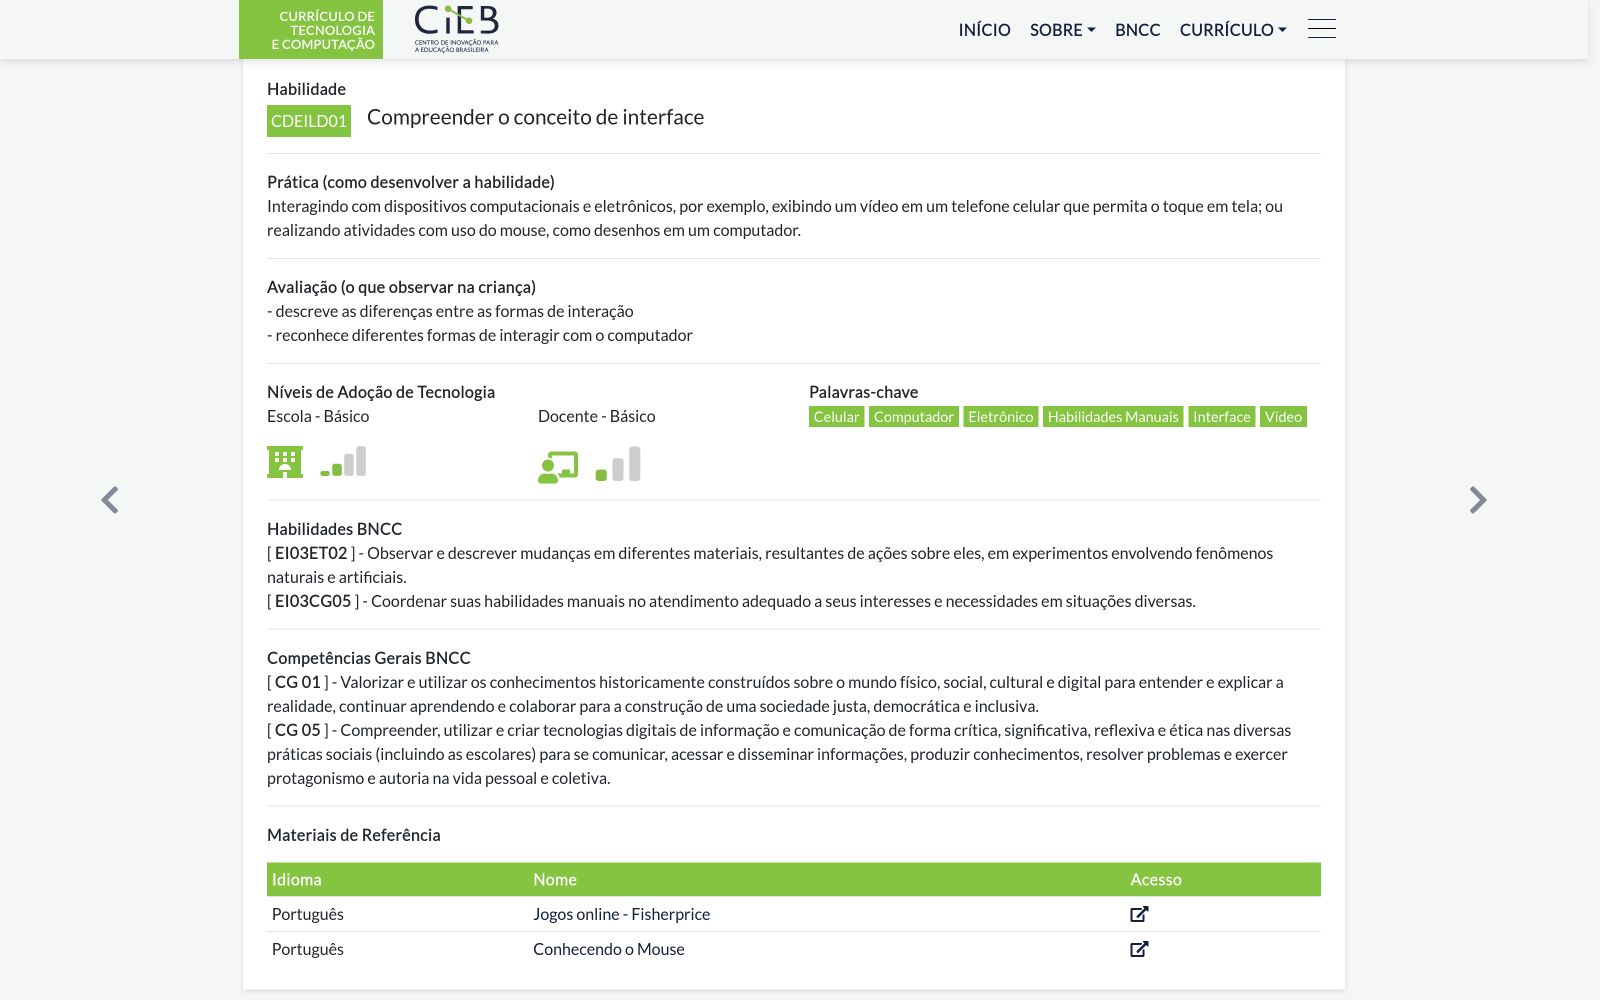 CURRÍCULO DE
TECNOLOGIA
E COMPUTAÇÃO
CIEB
CENTRO DE INOVAÇÃO PARA
A EDUCAÇÃO BRASILEIRA
INÍCIO SOBRE BNCC CURRÍCULO
Habilidade
CDEILD01 Compreender o conceito de interface
Prática (como desenvolver a habilidade)
Interagindo com dispositivos computacionais e eletrônicos, por exemplo, exibindo um vídeo em um telefone celular que permita o toque em tela; ou
realizando atividades com uso do mouse, como desenhos em um computador.
Avaliação (o que observar na criança)
- descreve as diferenças entre as formas de interação
- reconhece diferentes formas de interagir com o computador
Níveis de Adoção de Tecnologia
Escola - Básico
Docente - Básico
Palavras-chave
Celular Computador Eletrônico Habilidades Manuais Interface Vídeo
Habilidades BNCC
[ EI03ET02 ] - Observar e descrever mudanças em diferentes materiais, resultantes de ações sobre eles, em experimentos envolvendo fenômenos
naturais e artificiais.
[ EI03CG05 ] - Coordenar suas habilidades manuais no atendimento adequado a seus interesses e necessidades em situações diversas.
Competências Gerais BNCC
[ CG 01 ] - Valorizar e utilizar os conhecimentos historicamente construídos sobre o mundo físico, social, cultural e digital para entender e explicar a
realidade, continuar aprendendo e colaborar para a construção de uma sociedade justa, democrática e inclusiva.
[ CG 05 ] - Compreender, utilizar e criar tecnologias digitais de informação e comunicação de forma crítica, significativa, reflexiva e ética nas diversas
práticas sociais (incluindo as escolares) para se comunicar, acessar e disseminar informações, produzir conhecimentos, resolver problemas e exercer
protagonismo e autoria na vida pessoal e coletiva.
Materiais de Referência
Idioma Nome Acesso
Português Jogos online - Fisherprice
Português Conhecendo o Mouse